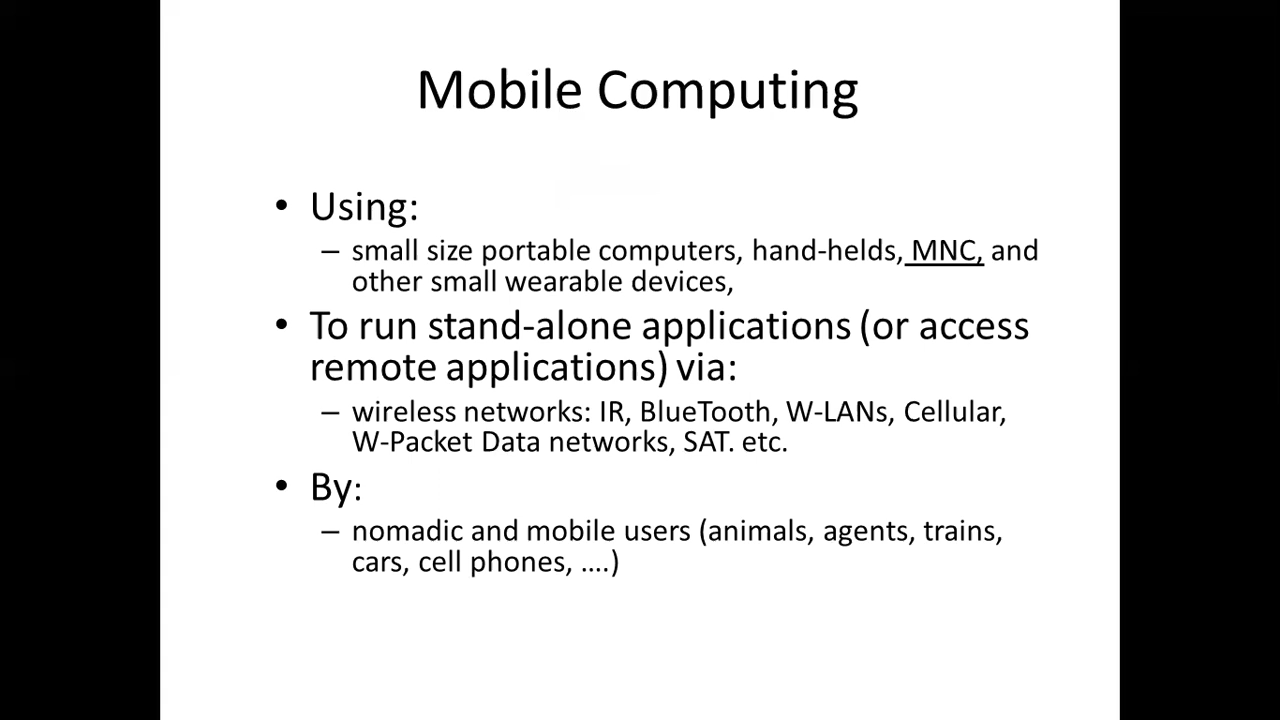 Mobile Computing
• Using:
– small size portable computers, hand-helds, MNC, and
other small wearable devices,
• To run stand-alone applications (or access
remote applications) via:
– wireless networks: IR, BlueTooth, W-LANs, Cellular,
W-Packet Data networks, SAT. etc.
• By:
– nomadic and mobile users (animals, agents, trains,
cars, cell phones, ....)